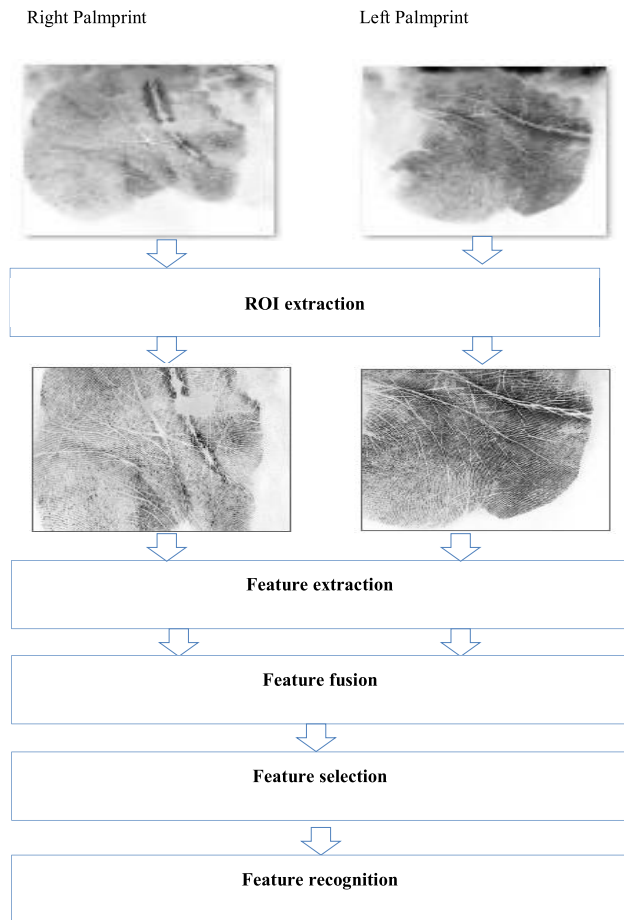 Right Palmprint
Left Palmprint
ROI extraction
Feature extraction
Feature fusion
Feature selection
Feature recognition